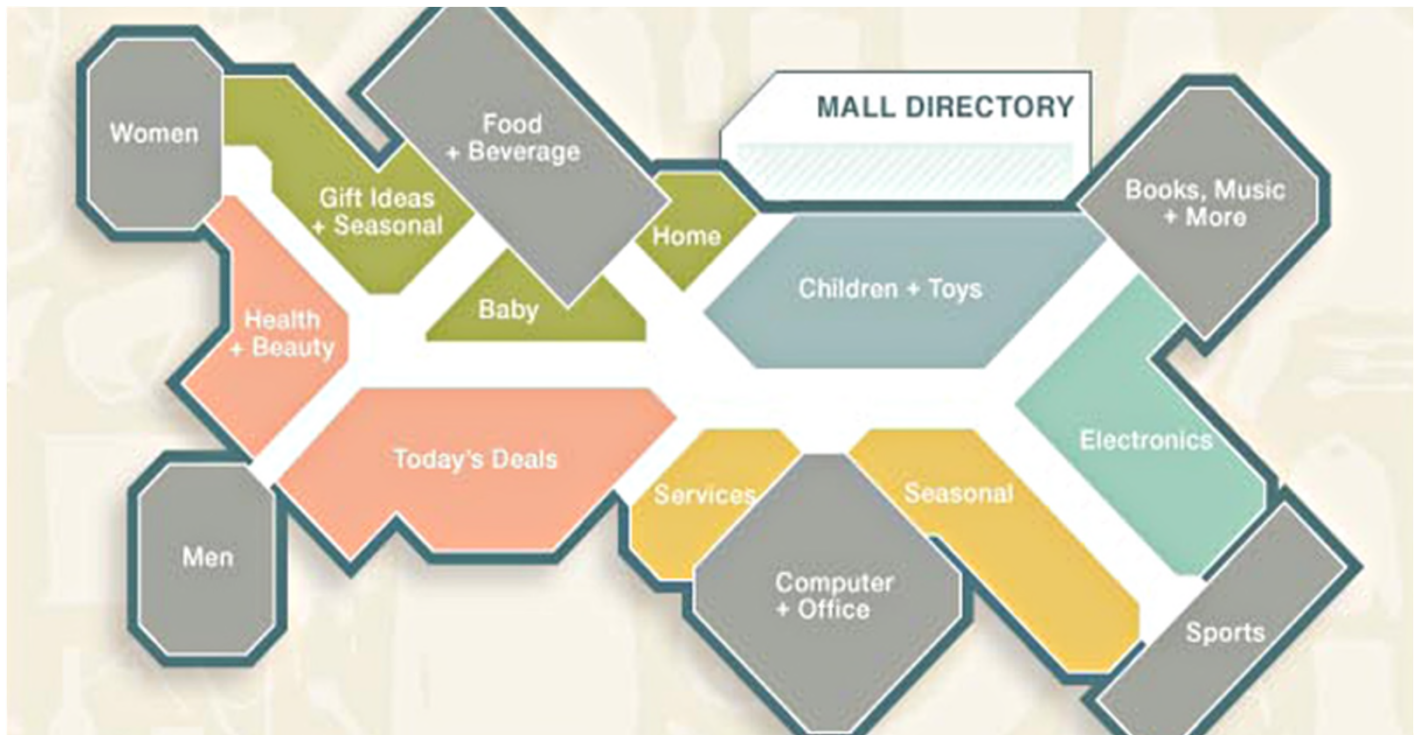 MALL DIRECTORY
Women
Food
+ Beverage
Gift Ideas
+ Seasonal
Home
Books, Music
+ More
Baby
Children + Toys
Health
+ Beauty
Today's Deals
Electronics
Services
Seasonal
Men
Computer
+ Office
Sports